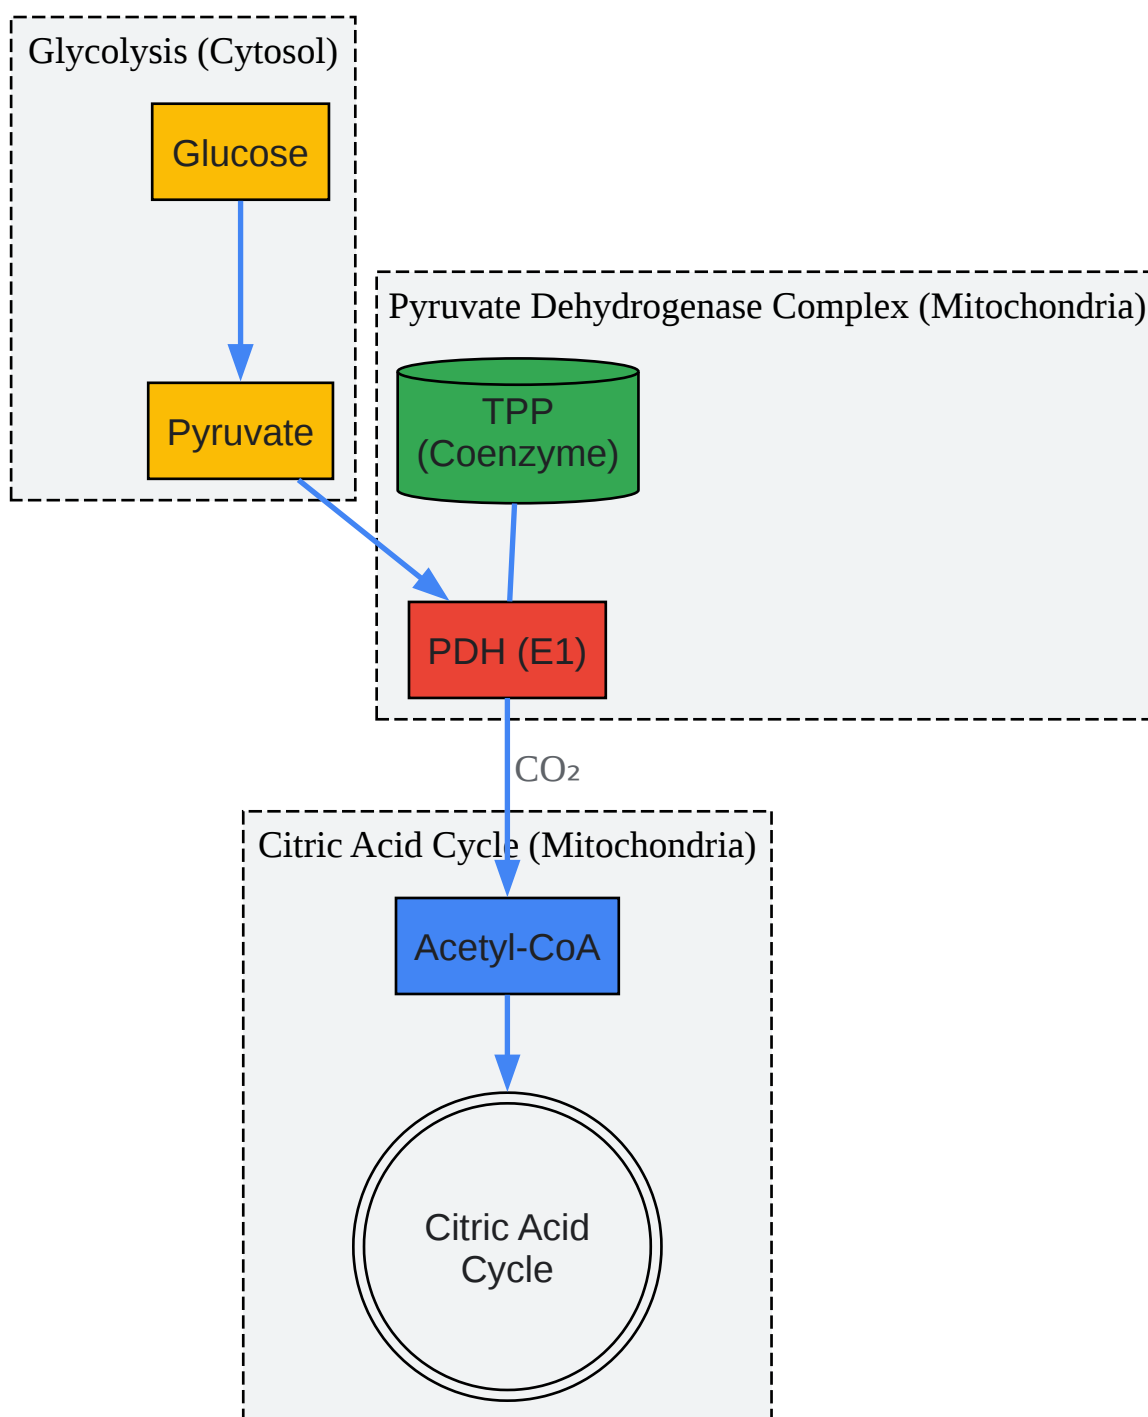 Glycolysis (Cytosol)
Glucose
Pyruvate
Pyruvate Dehydrogenase Complex (Mitochondria)
TPP
(Coenzyme)
PDH (E1)
CO₂
Citric Acid Cycle (Mitochondria)
Acetyl-CoA
Citric Acid
Cycle